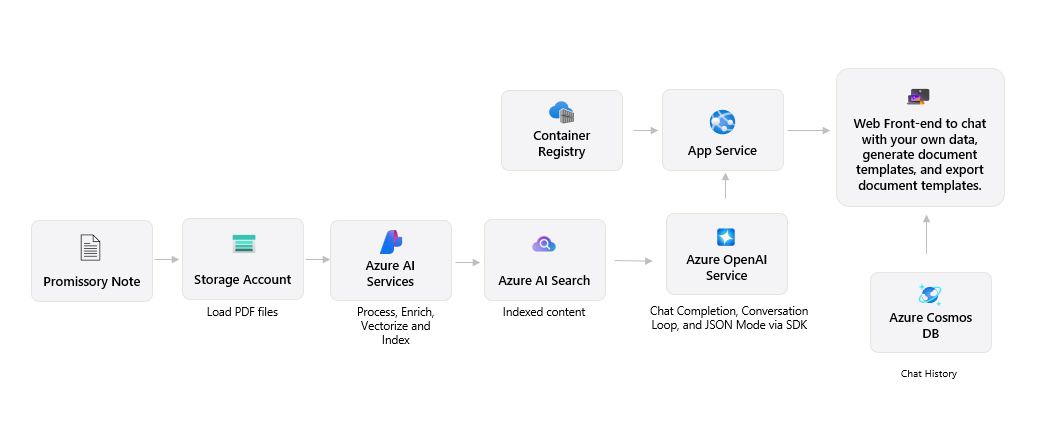 Container
Registry
App Service
Web Front-end to chat
with your own data,
generate document
templates, and export
document templates.
Promissory Note
Storage Account
Load PDF files
Azure AI
Services
Process, Enrich,
Vectorize and
Index
Azure AI Search
Indexed content
Azure OpenAI
Service
Chat Completion, Conversation
Loop, and JSON Mode via SDK
Azure Cosmos
DB
Chat History